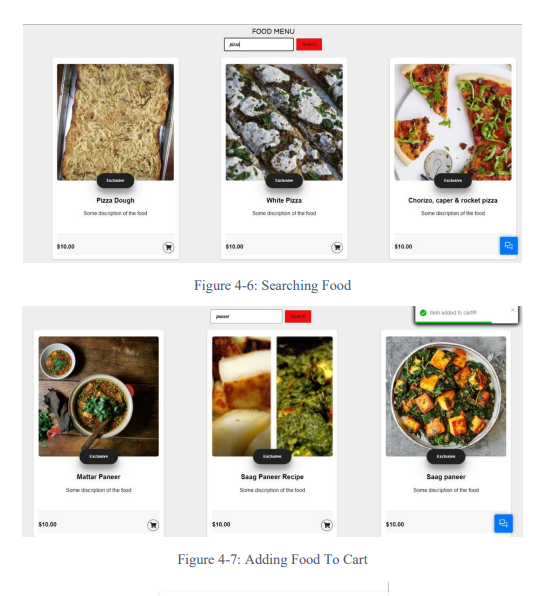 FOOD MENU
pizza Search
Exclusive Exclusive Exclusive
Pizza Dough White Pizza Chorizo, caper & rocket pizza
Some discription of the food Some discription of the food Some discription of the food
$10.00 $10.00 $10.00
Figure 4-6: Searching Food
paneer Search
Item added to cart!!!
Exclusive Exclusive Exclusive
Mattar Paneer Saag Paneer Recipe Saag paneer
Some discription of the food Some discription of the food Some discription of the food
$10.00 $10.00 $10.00
Figure 4-7: Adding Food To Cart